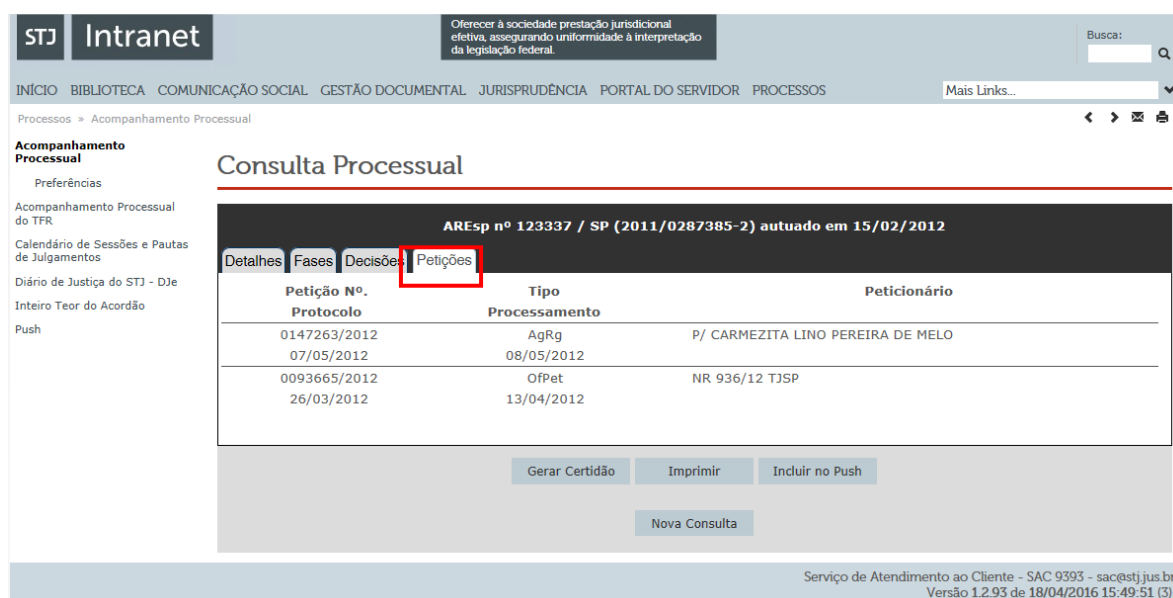 STJ Intranet
Oferecer à sociedade prestação jurisdicional
efetiva, assegurando uniformidade à interpretação
da legislação federal.
Busca:
INÍCIO BIBLIOTECA COMUNICAÇÃO SOCIAL GESTÃO DOCUMENTAL JURISPRUDÊNCIA PORTAL DO SERVIDOR PROCESSOS Mais Links...
Processos » Acompanhamento Processual
Acompanhamento
Processual
Preferências
Acompanhamento Processual
do TFR
Calendário de Sessões e Pautas
de Julgamentos
Diário de Justiça do STJ - DJe
Inteiro Teor do Acordão
Push
Consulta Processual
AREsp nº 123337 / SP (2011/0287385-2) autuado em 15/02/2012
Detalhes Fases Decisões Petições
Petição Nº. Tipo Peticionário
Protocolo Processamento
0147263/2012 AgRg P/ CARMEZITA LINO PEREIRA DE MELO
07/05/2012 08/05/2012
0093665/2012 OfPet NR 936/12 TJSP
26/03/2012 13/04/2012
Gerar Certidão Imprimir Incluir no Push
Nova Consulta
Serviço de Atendimento ao Cliente - SAC 9393 - sac@stj.jus.br
Versão 1.2.93 de 18/04/2016 15:49:51 (3)